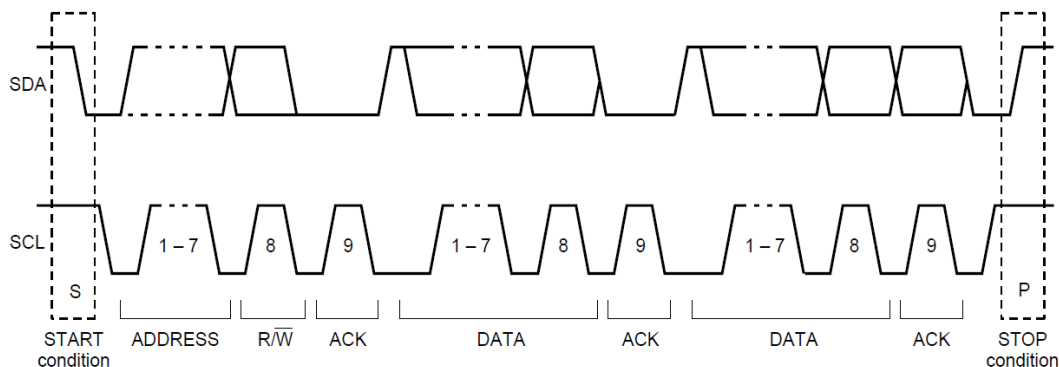 SDA
SCL
1 – 7
8
9
1 – 7
8
9
1 – 7
8
9
S
P
START
condition
ADDRESS
R/W̅
ACK
DATA
ACK
DATA
ACK
STOP
condition